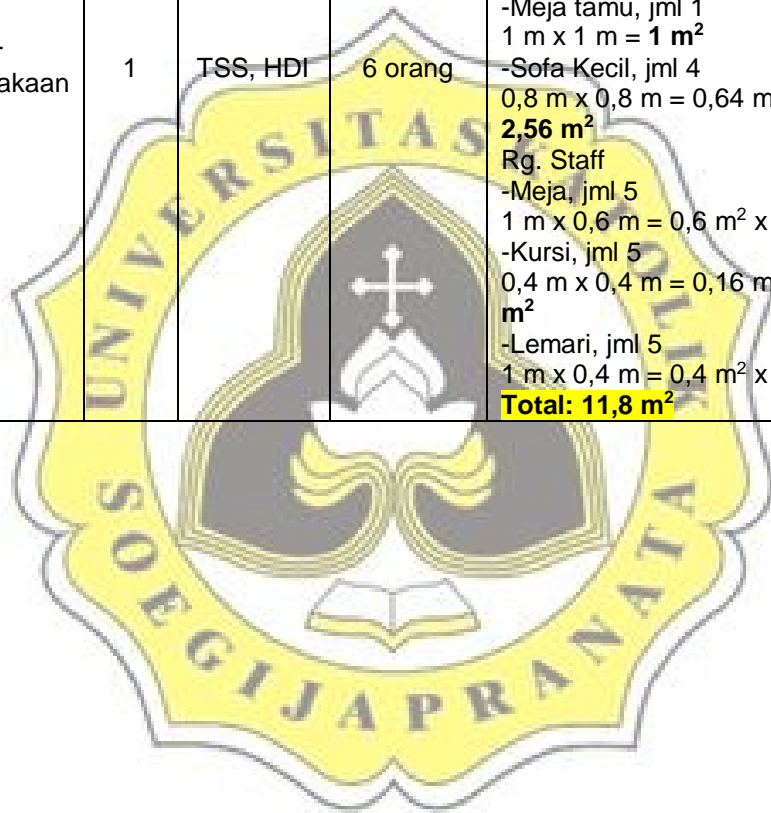 -Meja tamu, jml 1
1 m x 1 m = 1 m²
akaan 1 TSS, HDI 6 orang -Sofa Kecil, jml 4
0,8 m x 0,8 m = 0,64 m
2,56 m²
Rg. Staff
-Meja, jml 5
1 m x 0,6 m = 0,6 m² x
-Kursi, jml 5
0,4 m x 0,4 m = 0,16 m
m²
-Lemari, jml 5
1 m x 0,4 m = 0,4 m² x
Total: 11,8 m²
UNIVERSITAS KATOLIK
SOEGIJAPRANATA